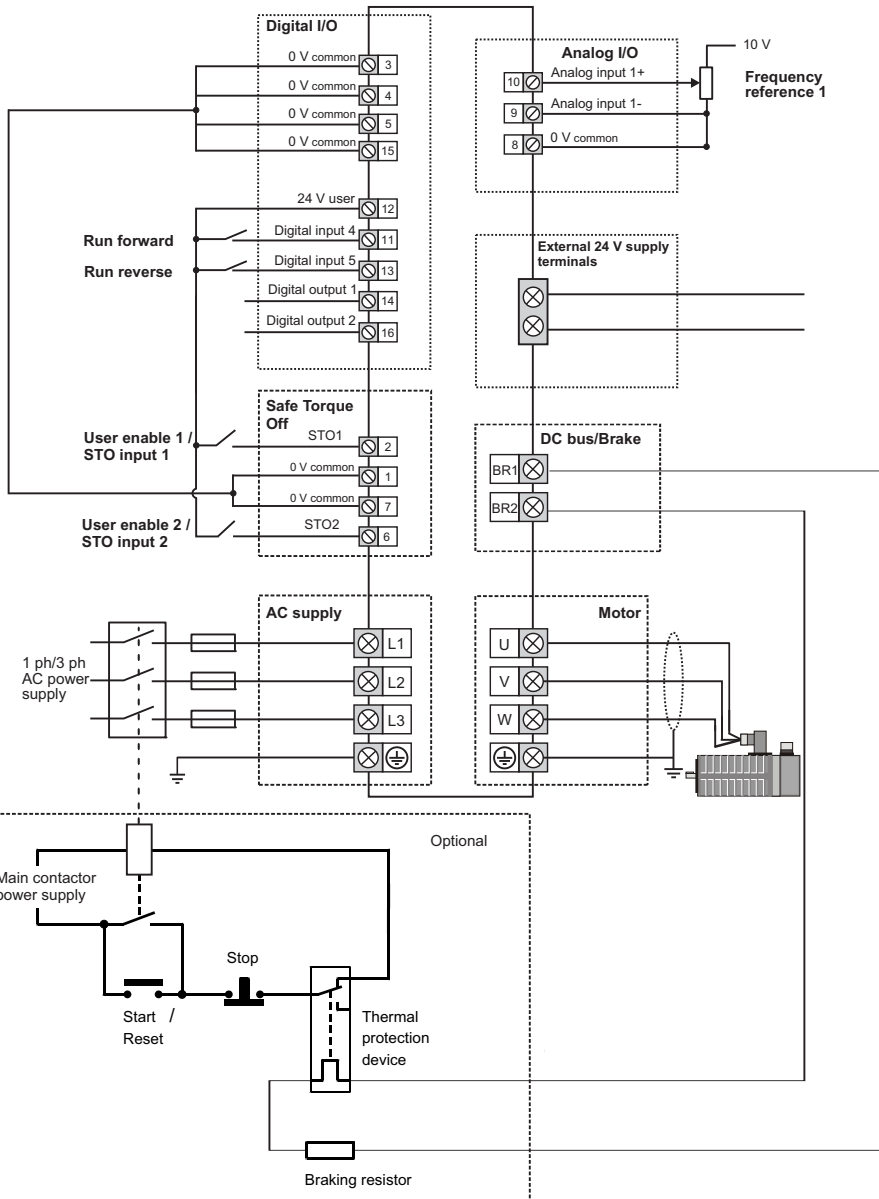 Digital I/O
0 V common
3
0 V common
4
0 V common
5
0 V common
15
24 V user
12
Run forward
Digital input 4
11
Run reverse
Digital input 5
13
Digital output 1
14
Digital output 2
16
Analog I/O
10 V
10
Analog input 1+
Frequency
reference 1
9
Analog input 1-
8
0 V common
External 24 V supply
terminals
Safe Torque
Off
User enable 1 /
STO input 1
STO1
2
0 V common
1
0 V common
7
User enable 2 /
STO input 2
STO2
6
DC bus/Brake
BR1
BR2
AC supply
1 ph/3 ph
AC power
supply
L1
L2
L3
Motor
U
V
W
Optional
Main contactor
power supply
Start /
Reset
Stop
Thermal
protection
device
Braking resistor